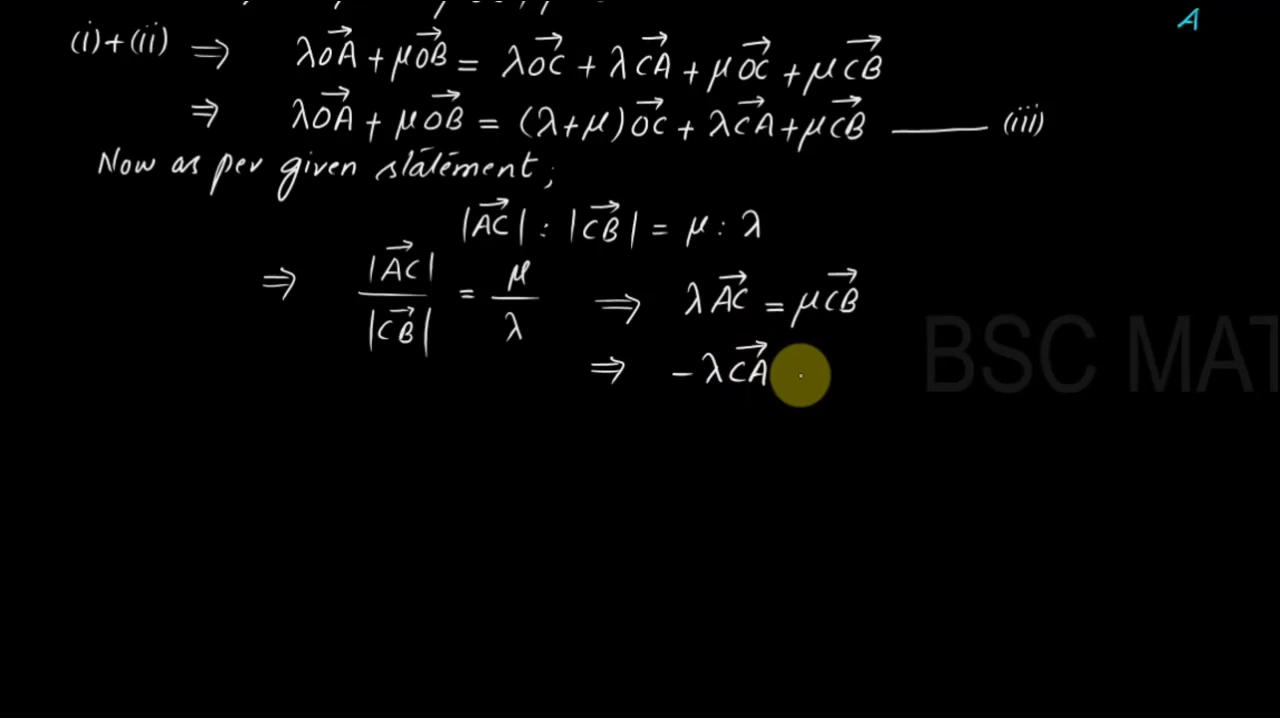 A
(i)+(ii) ⇒ λOA→ + μOB→ = λOC→ + λCA→ + μOC→ + μCB→
⇒ λOA→ + μOB→ = (λ+μ)OC→ + λCA→ + μCB→ ——— (iii)
Now as per given statement;
|AC→| : |CB→| = μ : λ
⇒ |AC→| / |CB→| = μ / λ ⇒ λAC→ = μCB→
⇒ - λCA→
BSC MAT